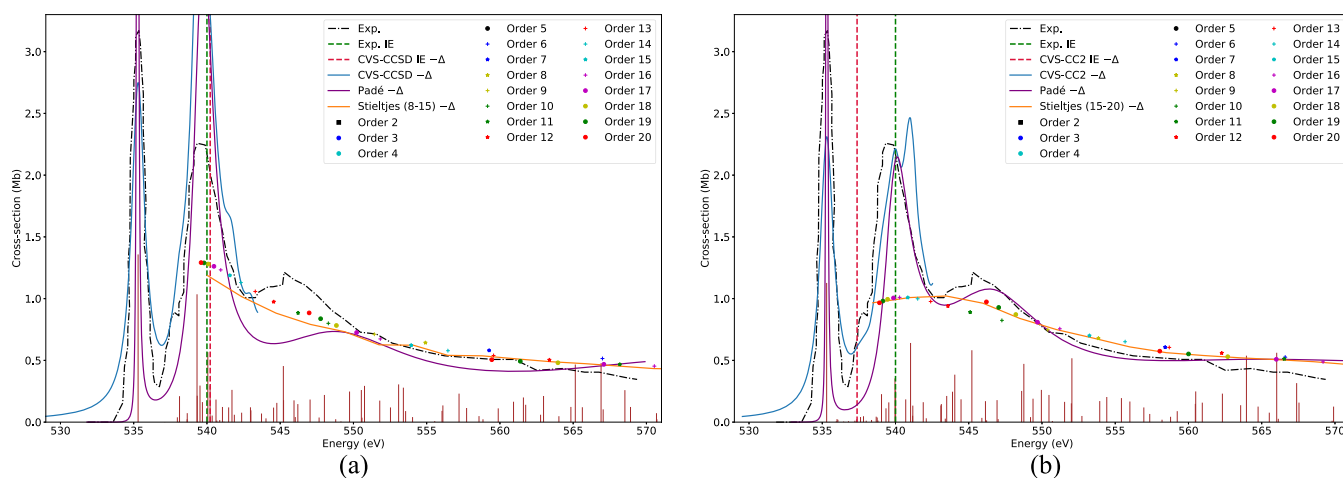 Exp.
Exp. IE
CVS-CCSD IE −Δ
CVS-CCSD −Δ
Padé −Δ
Stieltjes (8-15) −Δ
Order 2
Order 3
Order 4
Order 5
Order 6
Order 7
Order 8
Order 9
Order 10
Order 11
Order 12
Order 13
Order 14
Order 15
Order 16
Order 17
Order 18
Order 19
Order 20
Cross-section (Mb)
3.0
2.5
2.0
1.5
1.0
0.5
0.0
530 535 540 545 550 555 560 565 570
Energy (eV)
(a)
Exp.
Exp. IE
CVS-CC2 IE −Δ
CVS-CC2 −Δ
Padé −Δ
Stieltjes (15-20) −Δ
Order 2
Order 3
Order 4
Order 5
Order 6
Order 7
Order 8
Order 9
Order 10
Order 11
Order 12
Order 13
Order 14
Order 15
Order 16
Order 17
Order 18
Order 19
Order 20
Cross-section (Mb)
3.0
2.5
2.0
1.5
1.0
0.5
0.0
530 535 540 545 550 555 560 565 570
Energy (eV)
(b)